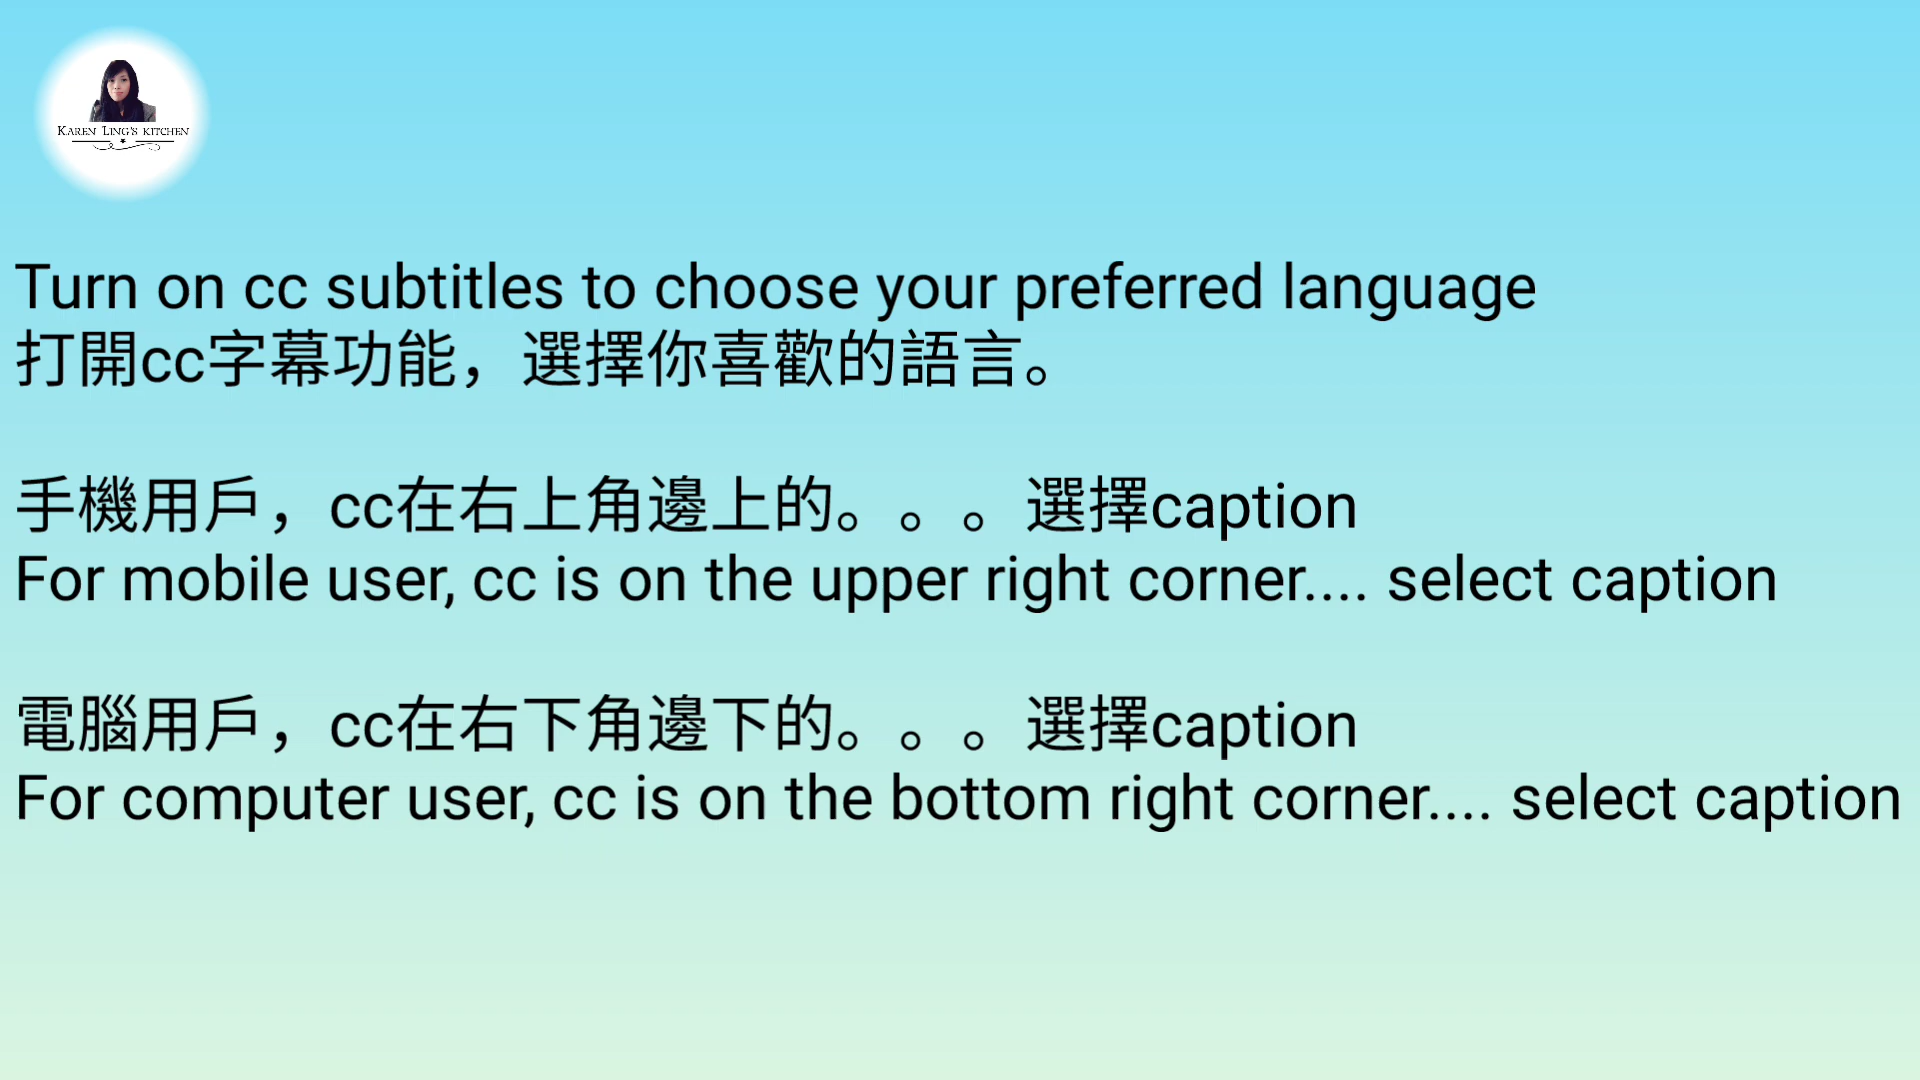 KAREN LING'S KITCHEN
Turn on cc subtitles to choose your preferred language
打開cc字幕功能，選擇你喜歡的語言。
手機用戶，cc在右上角邊上的。。。選擇caption
For mobile user, cc is on the upper right corner.... select caption
電腦用戶，cc在右下角邊下的。。。選擇caption
For computer user, cc is on the bottom right corner.... select caption